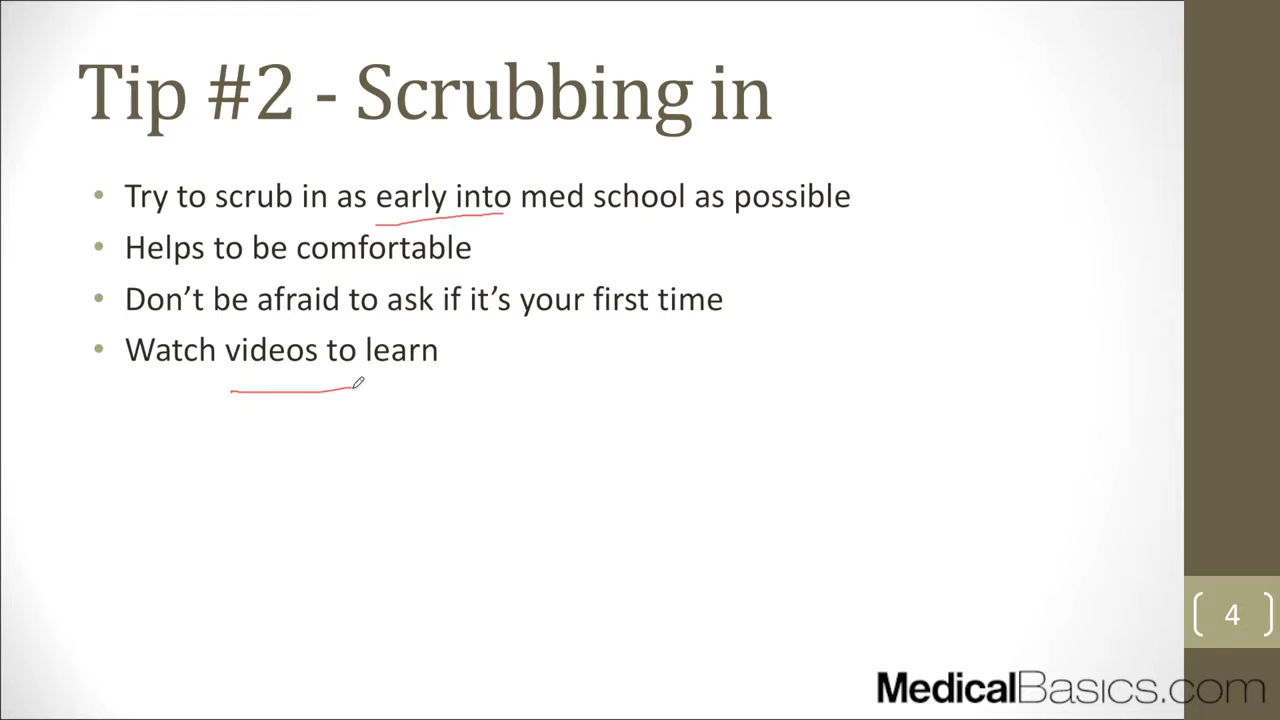 Tip #2 - Scrubbing in
• Try to scrub in as early into med school as possible
• Helps to be comfortable
• Don’t be afraid to ask if it’s your first time
• Watch videos to learn
4
MedicalBasics.com